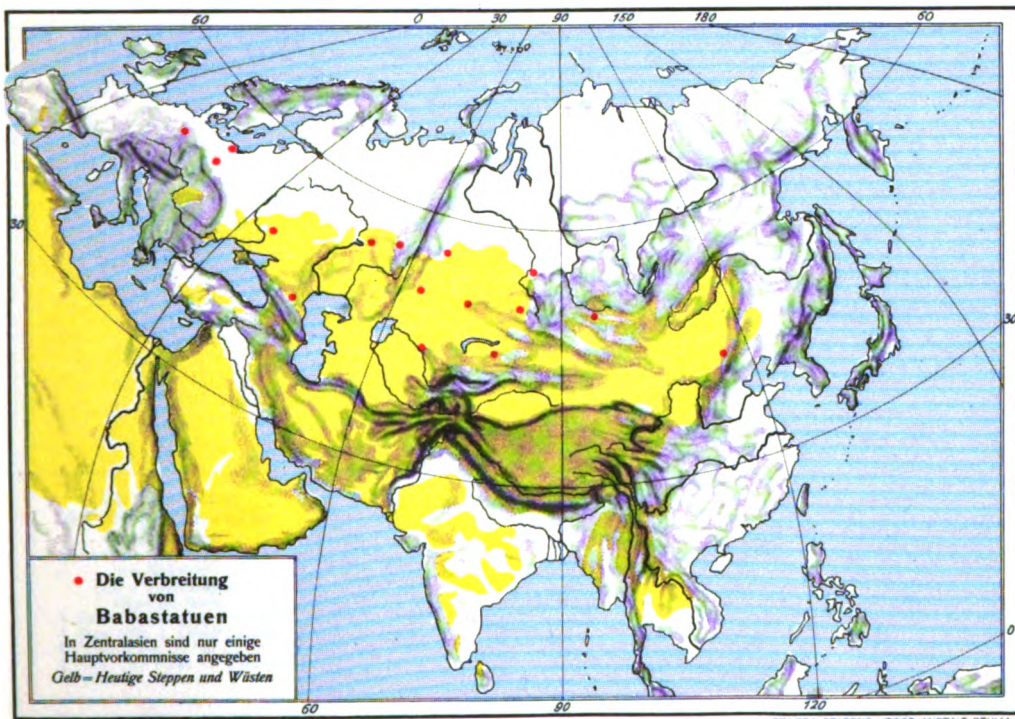 60 0 30 90 150 180 60
30
30
0
• Die Verbreitung
von
Babastatuen
In Zentralasien sind nur einige
Hauptvorkommnisse angegeben
Gelb = Heutige Steppen und Wüsten
60 90 120